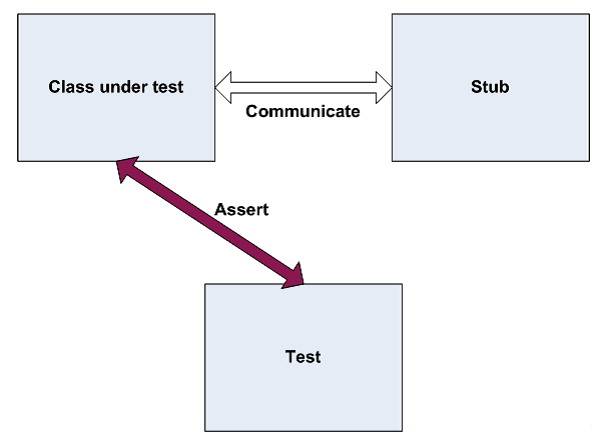 Class under test
Stub
Communicate
Assert
Test